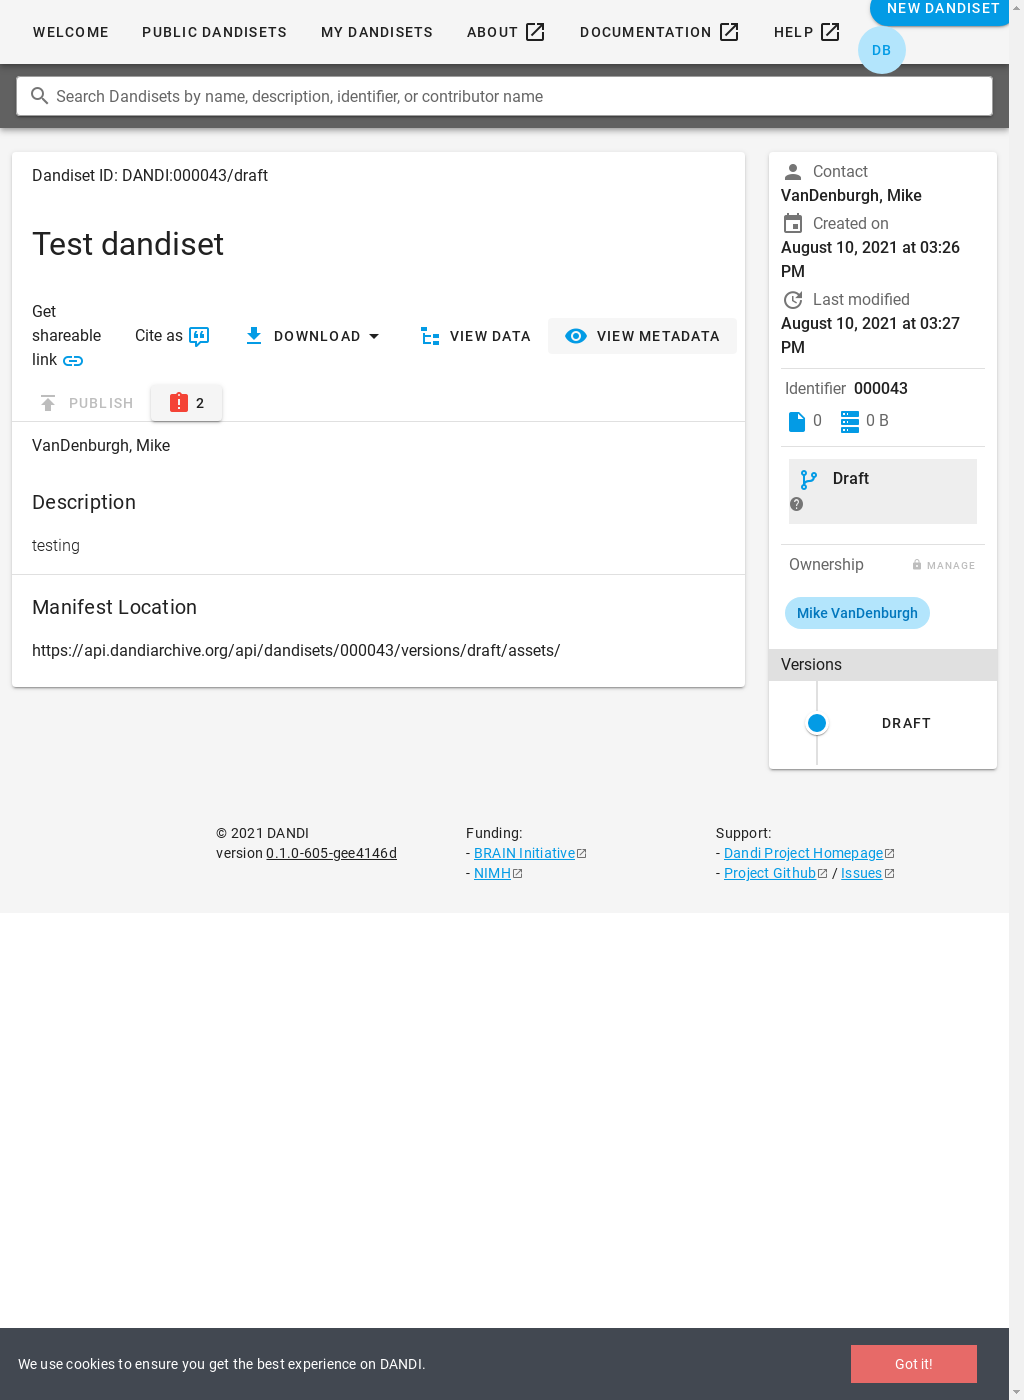 WELCOME PUBLIC DANDISETS MY DANDISETS ABOUT DOCUMENTATION HELP NEW DANDISET
DB
Search Dandisets by name, description, identifier, or contributor name
Dandiset ID: DANDI:000043/draft
Test dandiset
Get
shareable
link
Cite as
DOWNLOAD
VIEW DATA
VIEW METADATA
PUBLISH
2
VanDenburgh, Mike
Description
testing
Manifest Location
https://api.dandiarchive.org/api/dandisets/000043/versions/draft/assets/
Contact
VanDenburgh, Mike
Created on
August 10, 2021 at 03:26
PM
Last modified
August 10, 2021 at 03:27
PM
Identifier 000043
0 0 B
Draft
Ownership MANAGE
Mike VanDenburgh
Versions
DRAFT
© 2021 DANDI
version 0.1.0-605-gee4146d
Funding:
- BRAIN Initiative
- NIMH
Support:
- Dandi Project Homepage
- Project Github / Issues
We use cookies to ensure you get the best experience on DANDI.
Got it!